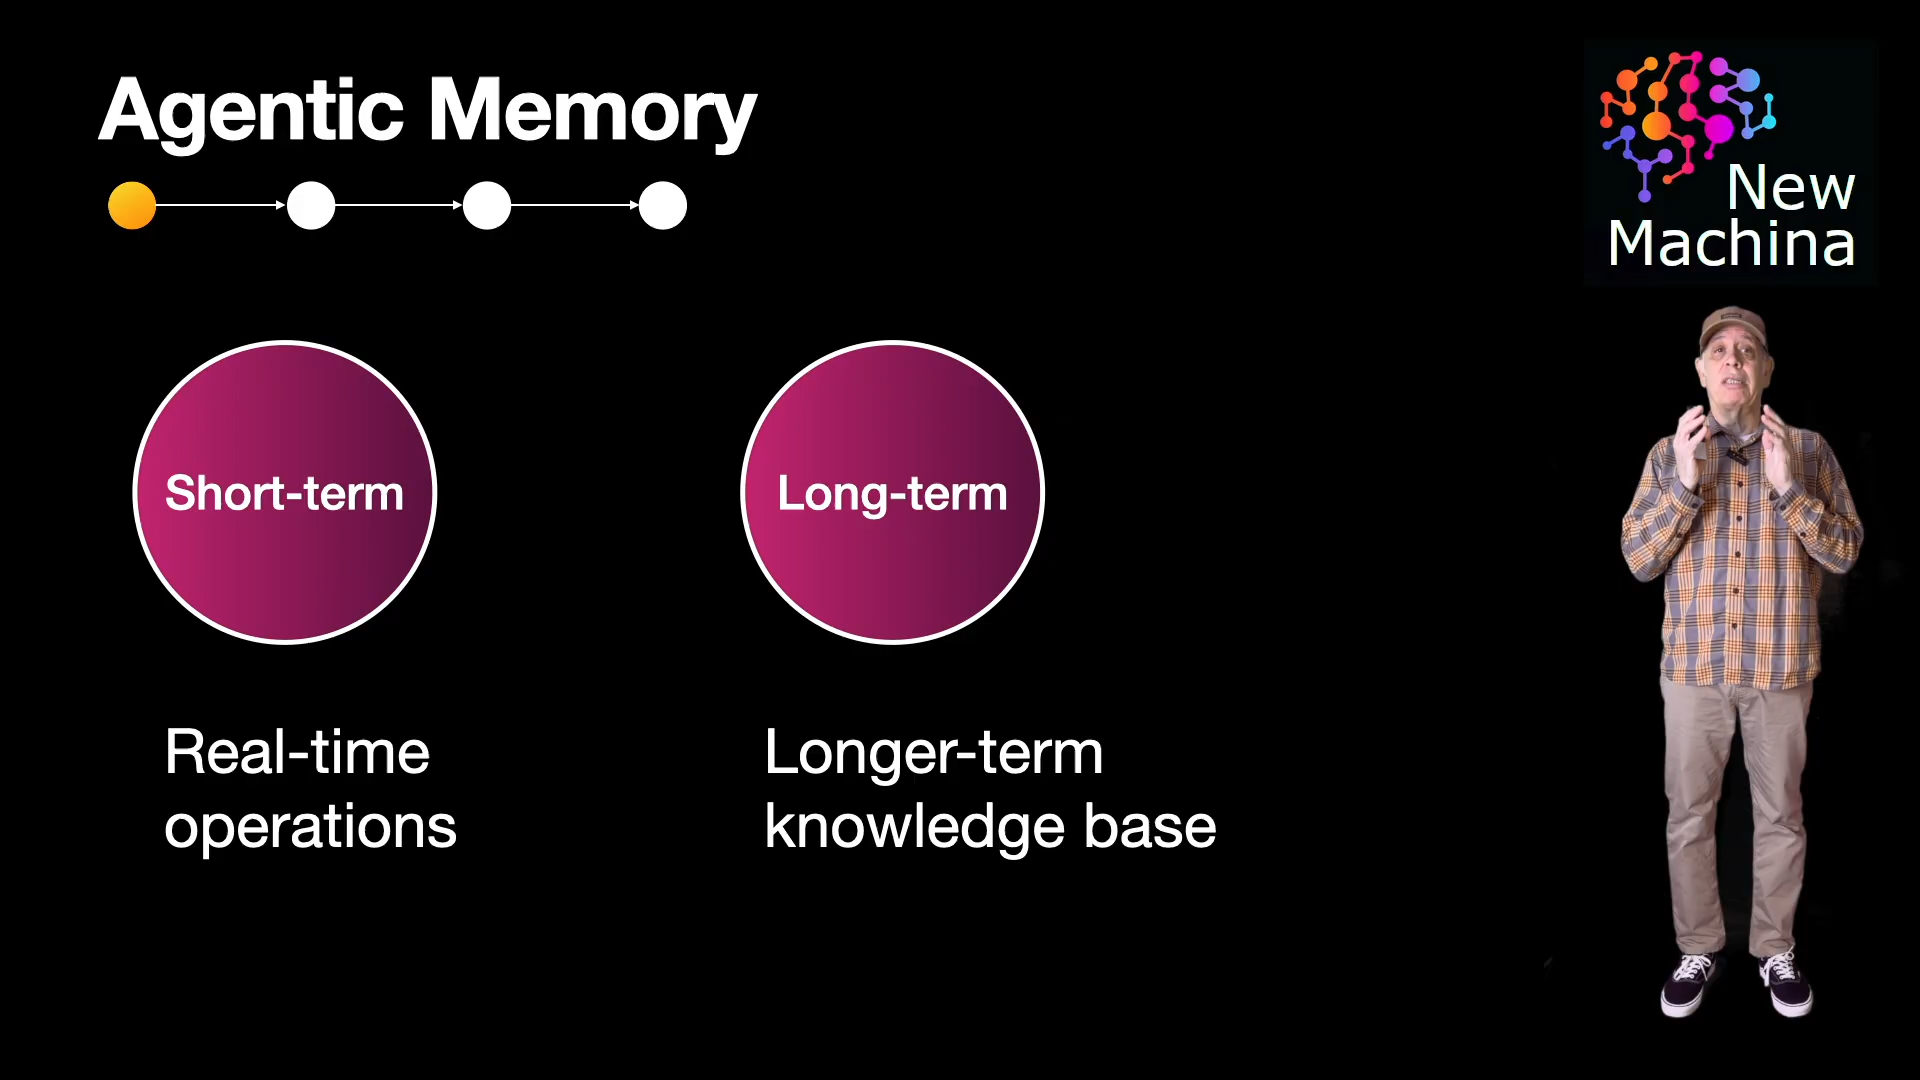 Agentic Memory
New
Machina
Short-term
Long-term
Real-time
operations
Longer-term
knowledge base